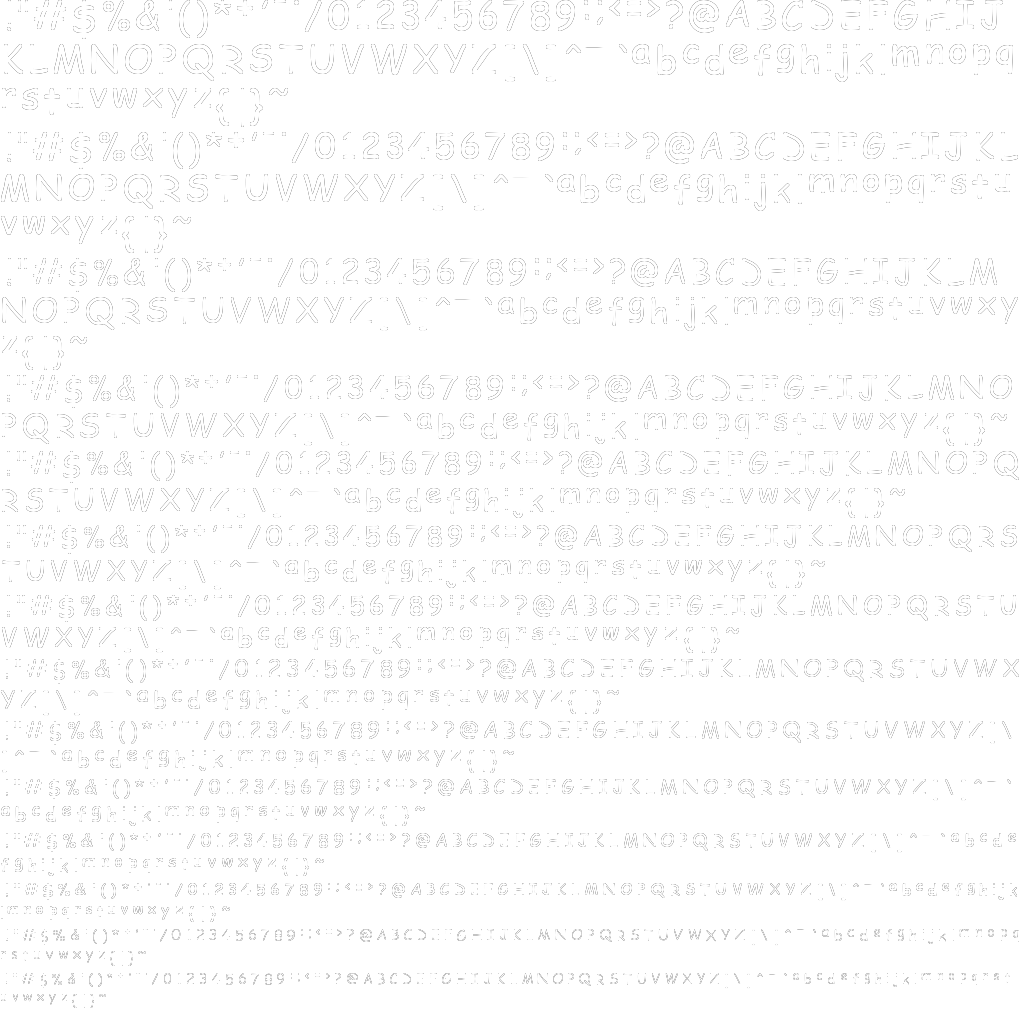 !"#$%&'()*+,-./0123456789:;<=>?@ABCDEFGHIJ
KLMNOPQRSTUVWXYZ[\]^_`abcdefghijklmnopq
rstuvwxyz{|}~
!"#$%&'()*+,-./0123456789:;<=>?@ABCDEFGHIJKL
MNOPQRSTUVWXYZ[\]^_`abcdefghijklmnopqrstu
vwxyz{|}~
!"#$%&'()*+,-./0123456789:;<=>?@ABCDEFGHIJKLM
NOPQRSTUVWXYZ[\]^_`abcdefghijklmnopqrstuvwxy
z{|}~
!"#$%&'()*+,-./0123456789:;<=>?@ABCDEFGHIJKLMNO
PQRSTUVWXYZ[\]^_`abcdefghijklmnopqrstuvwxyz{|}~
!"#$%&'()*+,-./0123456789:;<=>?@ABCDEFGHIJKLMNOPQ
RSTUVWXYZ[\]^_`abcdefghijklmnopqrstuvwxyz{|}~
!"#$%&'()*+,-./0123456789:;<=>?@ABCDEFGHIJKLMNOPQRS
TUVWXYZ[\]^_`abcdefghijklmnopqrstuvwxyz{|}~
!"#$%&'()*+,-./0123456789:;<=>?@ABCDEFGHIJKLMNOPQRSTU
VWXYZ[\]^_`abcdefghijklmnopqrstuvwxyz{|}~
!"#$%&'()*+,-./0123456789:;<=>?@ABCDEFGHIJKLMNOPQRSTUVWX
YZ[\]^_`abcdefghijklmnopqrstuvwxyz{|}~
!"#$%&'()*+,-./0123456789:;<=>?@ABCDEFGHIJKLMNOPQRSTUVWXYZ[\
]^_`abcdefghijklmnopqrstuvwxyz{|}~
!"#$%&'()*+,-./0123456789:;<=>?@ABCDEFGHIJKLMNOPQRSTUVWXYZ[\]^_`
abcdefghijklmnopqrstuvwxyz{|}~
!"#$%&'()*+,-./0123456789:;<=>?@ABCDEFGHIJKLMNOPQRSTUVWXYZ[\]^_`abcde
fghijklmnopqrstuvwxyz{|}~
!"#$%&'()*+,-./0123456789:;<=>?@ABCDEFGHIJKLMNOPQRSTUVWXYZ[\]^_`abcdefghijk
lmnopqrstuvwxyz{|}~
!"#$%&'()*+,-./0123456789:;<=>?@ABCDEFGHIJKLMNOPQRSTUVWXYZ[\]^_`abcdefghijklmnopq
rstuvwxyz{|}~
!"#$%&'()*+,-./0123456789:;<=>?@ABCDEFGHIJKLMNOPQRSTUVWXYZ[\]^_`abcdefghijklmnopqrst
uvwxyz{|}~